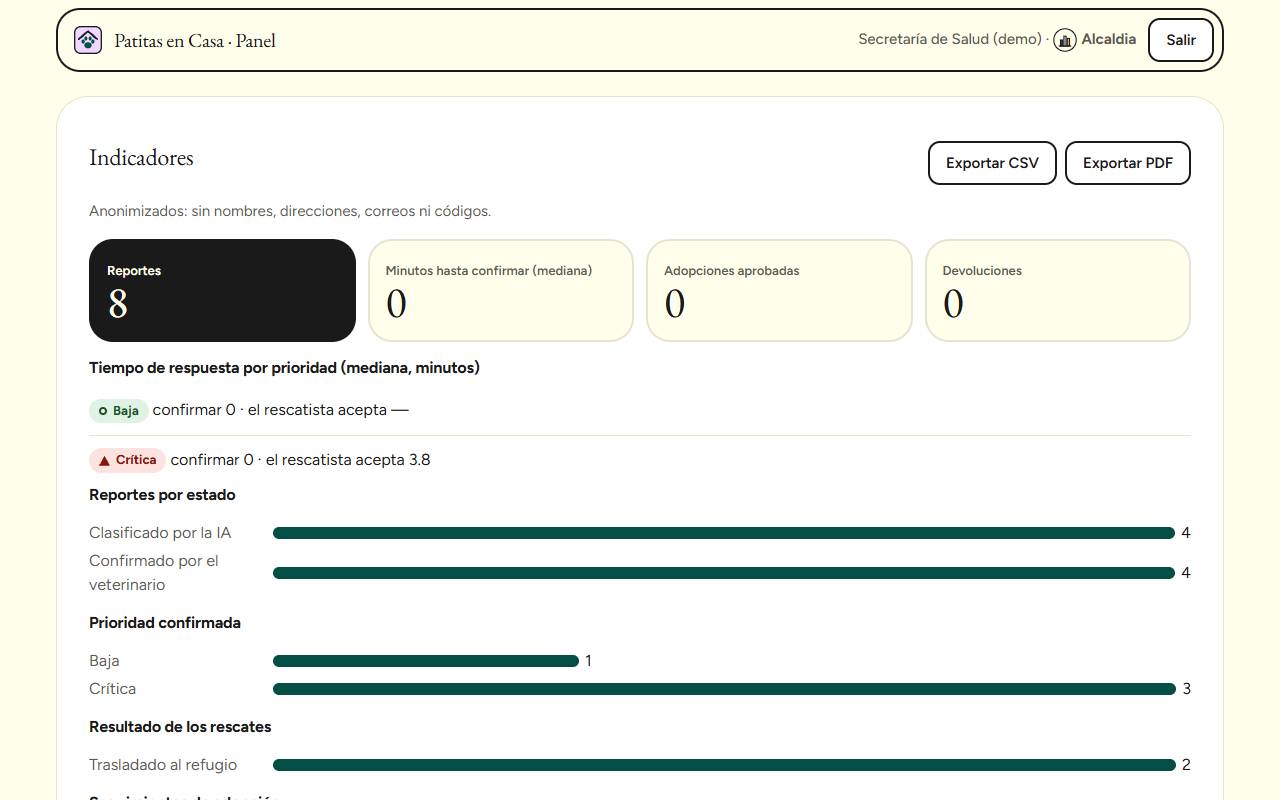 Patitas en Casa · Panel
Secretaría de Salud (demo) · Alcaldia
Salir
Indicadores
Exportar CSV
Exportar PDF
Anonimizados: sin nombres, direcciones, correos ni códigos.
Reportes
8
Minutos hasta confirmar (mediana)
0
Adopciones aprobadas
0
Devoluciones
0
Tiempo de respuesta por prioridad (mediana, minutos)
Baja confirmar 0 · el rescatista acepta —
Crítica confirmar 0 · el rescatista acepta 3.8
Reportes por estado
Clasificado por la IA 4
Confirmado por el
veterinario 4
Prioridad confirmada
Baja 1
Crítica 3
Resultado de los rescates
Trasladado al refugio 2